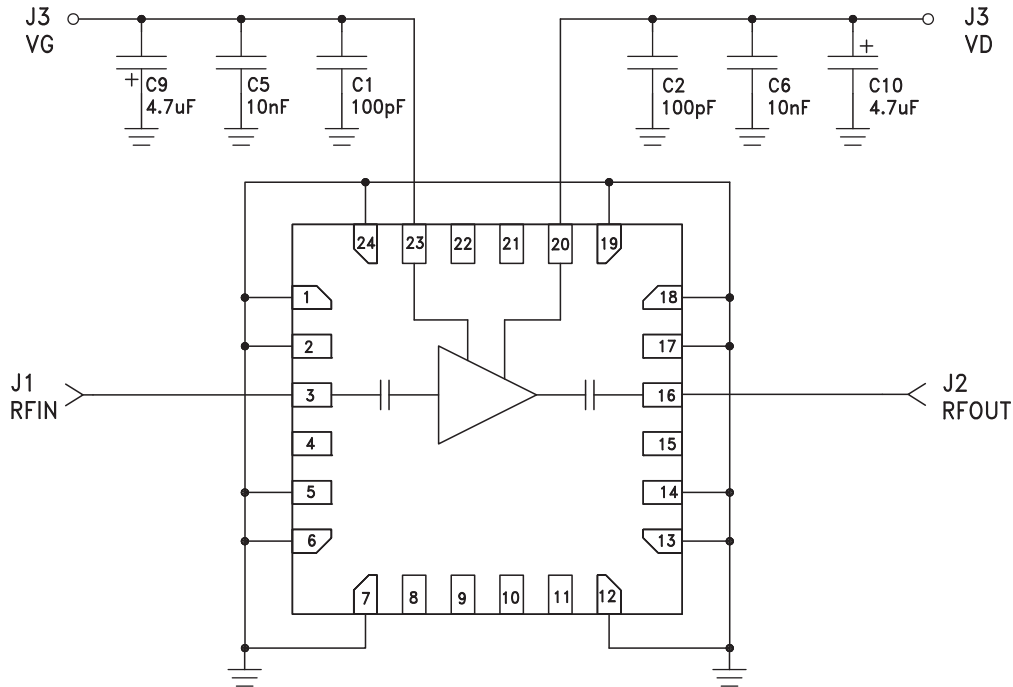 J3
VG
J3
VD
+
C9
4.7uF
C5
10nF
C1
100pF
C2
100pF
C6
10nF
+
C10
4.7uF
24
23
22
21
20
19
1
18
2
17
J1
RFIN
3
16
J2
RFOUT
4
15
5
14
6
13
7
8
9
10
11
12